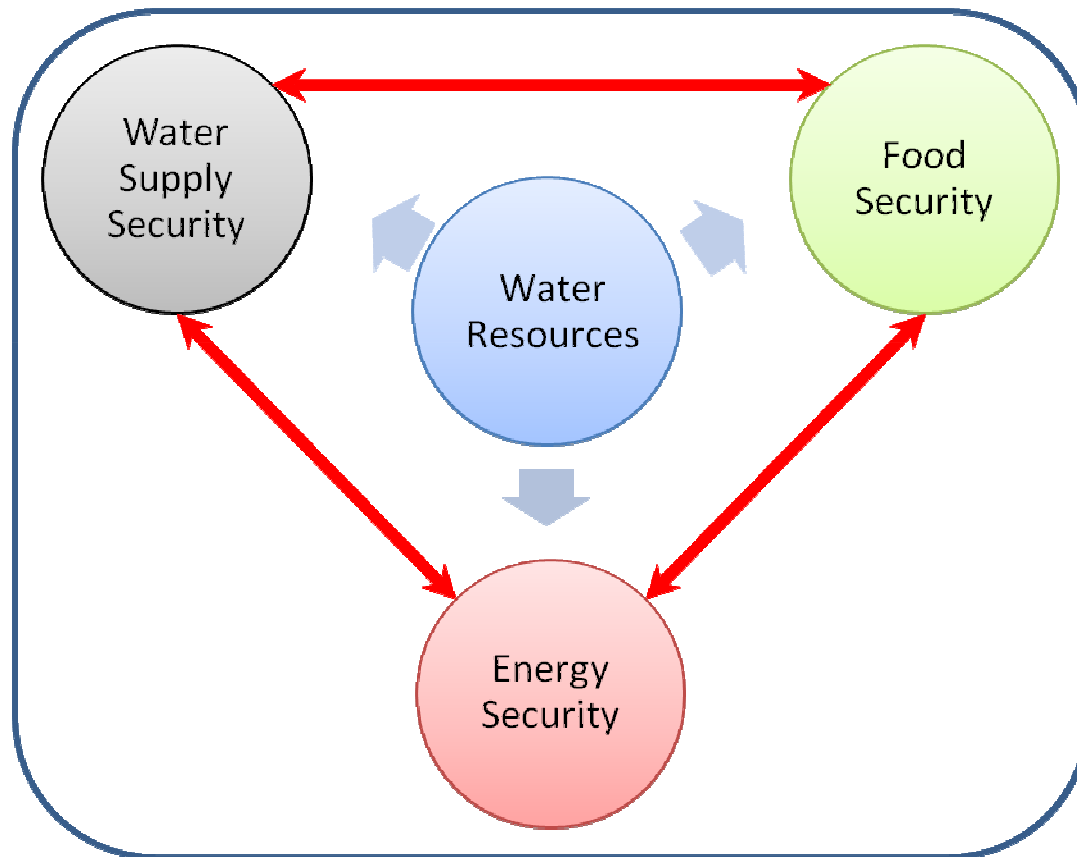 Water
Supply
Security
Food
Security
Water
Resources
Energy
Security